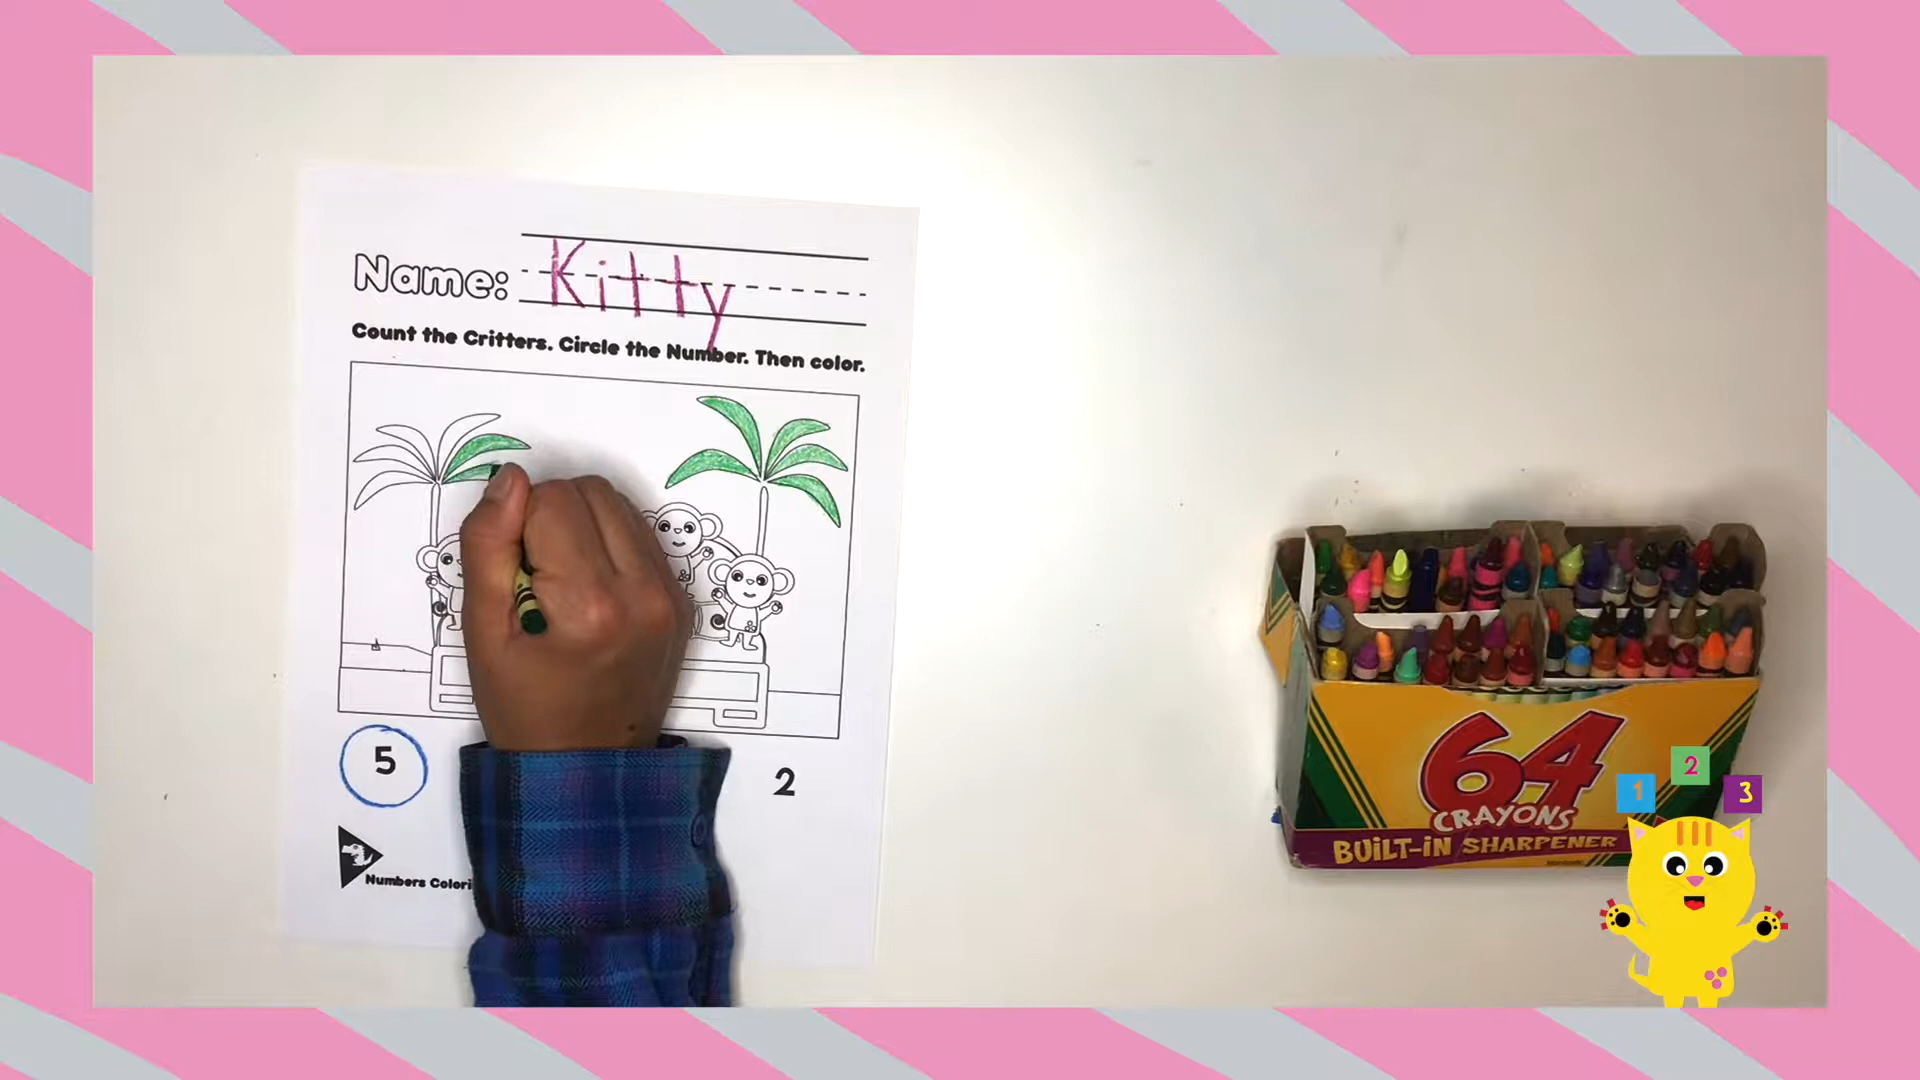 Name: Kitty
Count the Critters. Circle the Number. Then color.
5
2
Numbers
64
CRAYONS
BUILT-IN SHARPENER
1
2
3